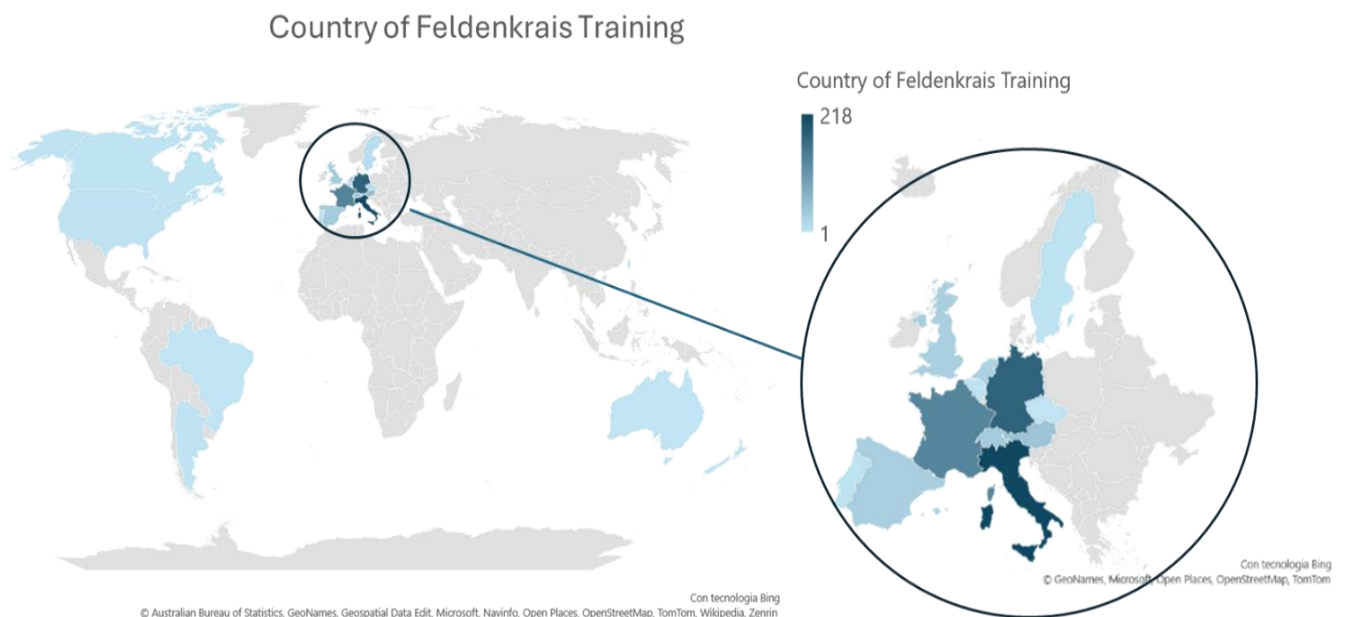 Country of Feldenkrais Training
Country of Feldenkrais Training
218
1
Con tecnologia Bing
© GeoNames, Microsoft, Open Places, OpenStreetMap, TomTom
Con tecnologia Bing
© Australian Bureau of Statistics, GeoNames, Geospatial Data Edit, Microsoft, Navinfo, Open Places, OpenStreetMap, TomTom, Wikipedia, Zenrin